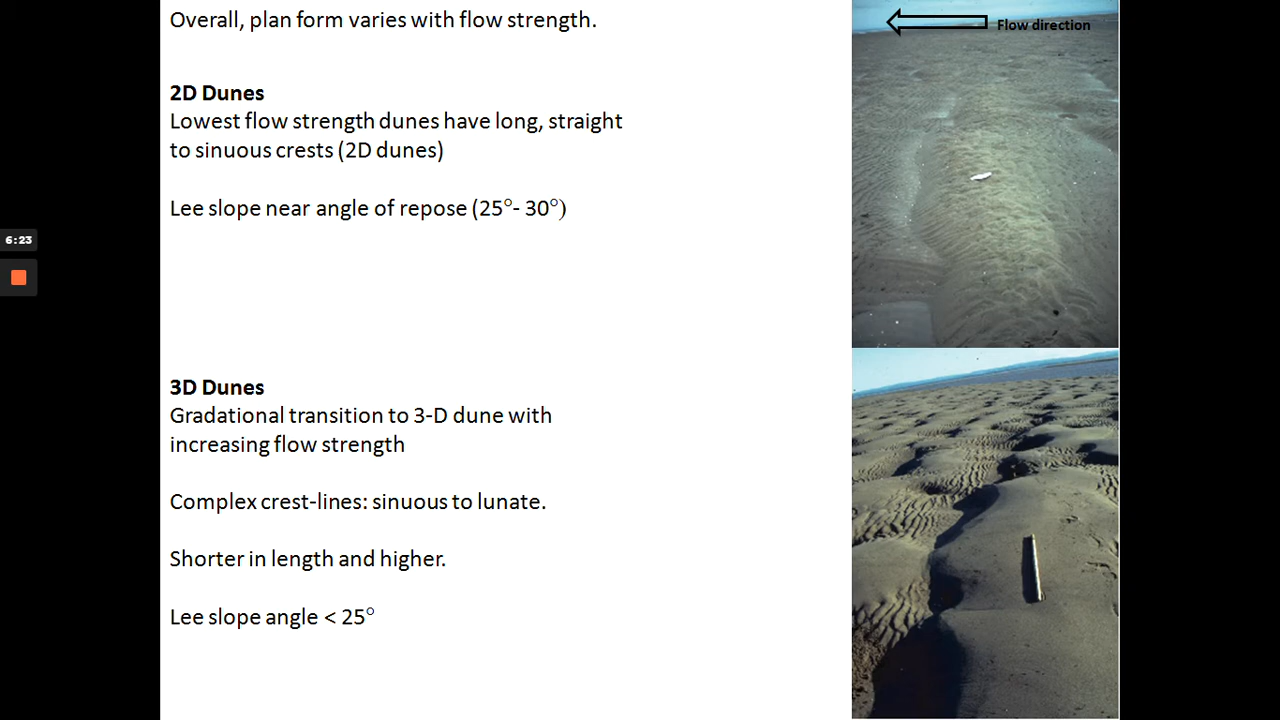 Overall, plan form varies with flow strength.
Flow direction
2D Dunes
Lowest flow strength dunes have long, straight
to sinuous crests (2D dunes)
Lee slope near angle of repose (25°- 30°)
6:23
3D Dunes
Gradational transition to 3-D dune with
increasing flow strength
Complex crest-lines: sinuous to lunate.
Shorter in length and higher.
Lee slope angle < 25°